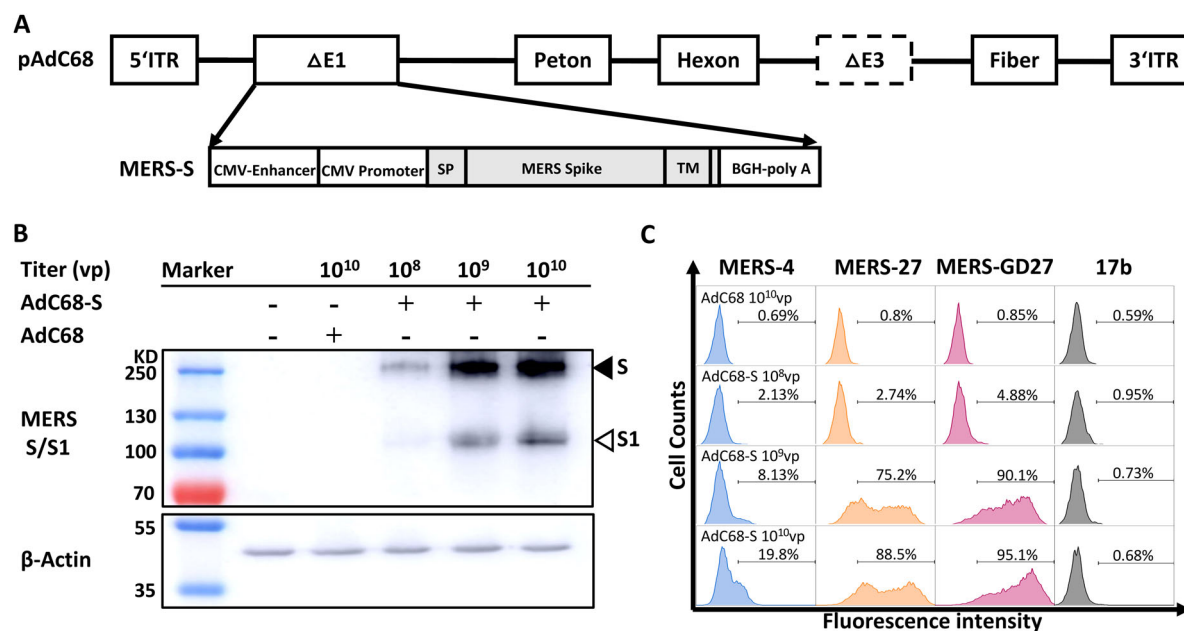 A
pAdC68
5‘ITR
△E1
Peton
Hexon
△E3
Fiber
3‘ITR
MERS-S
CMV-Enhancer
CMV Promoter
SP
MERS Spike
TM
BGH-poly A
B
Titer (vp) Marker 10¹⁰ 10⁸ 10⁹ 10¹⁰
AdC68-S - - + + +
AdC68 - + - - -
KD
250
130
100
70
55
35
MERS
S/S1
S
S1
β-Actin
C
MERS-4 MERS-27 MERS-GD27 17b
AdC68 10¹⁰vp
0.69% 0.8% 0.85% 0.59%
AdC68-S 10⁸vp
2.13% 2.74% 4.88% 0.95%
AdC68-S 10⁹vp
8.13% 75.2% 90.1% 0.73%
AdC68-S 10¹⁰vp
19.8% 88.5% 95.1% 0.68%
Cell Counts
Fluorescence intensity